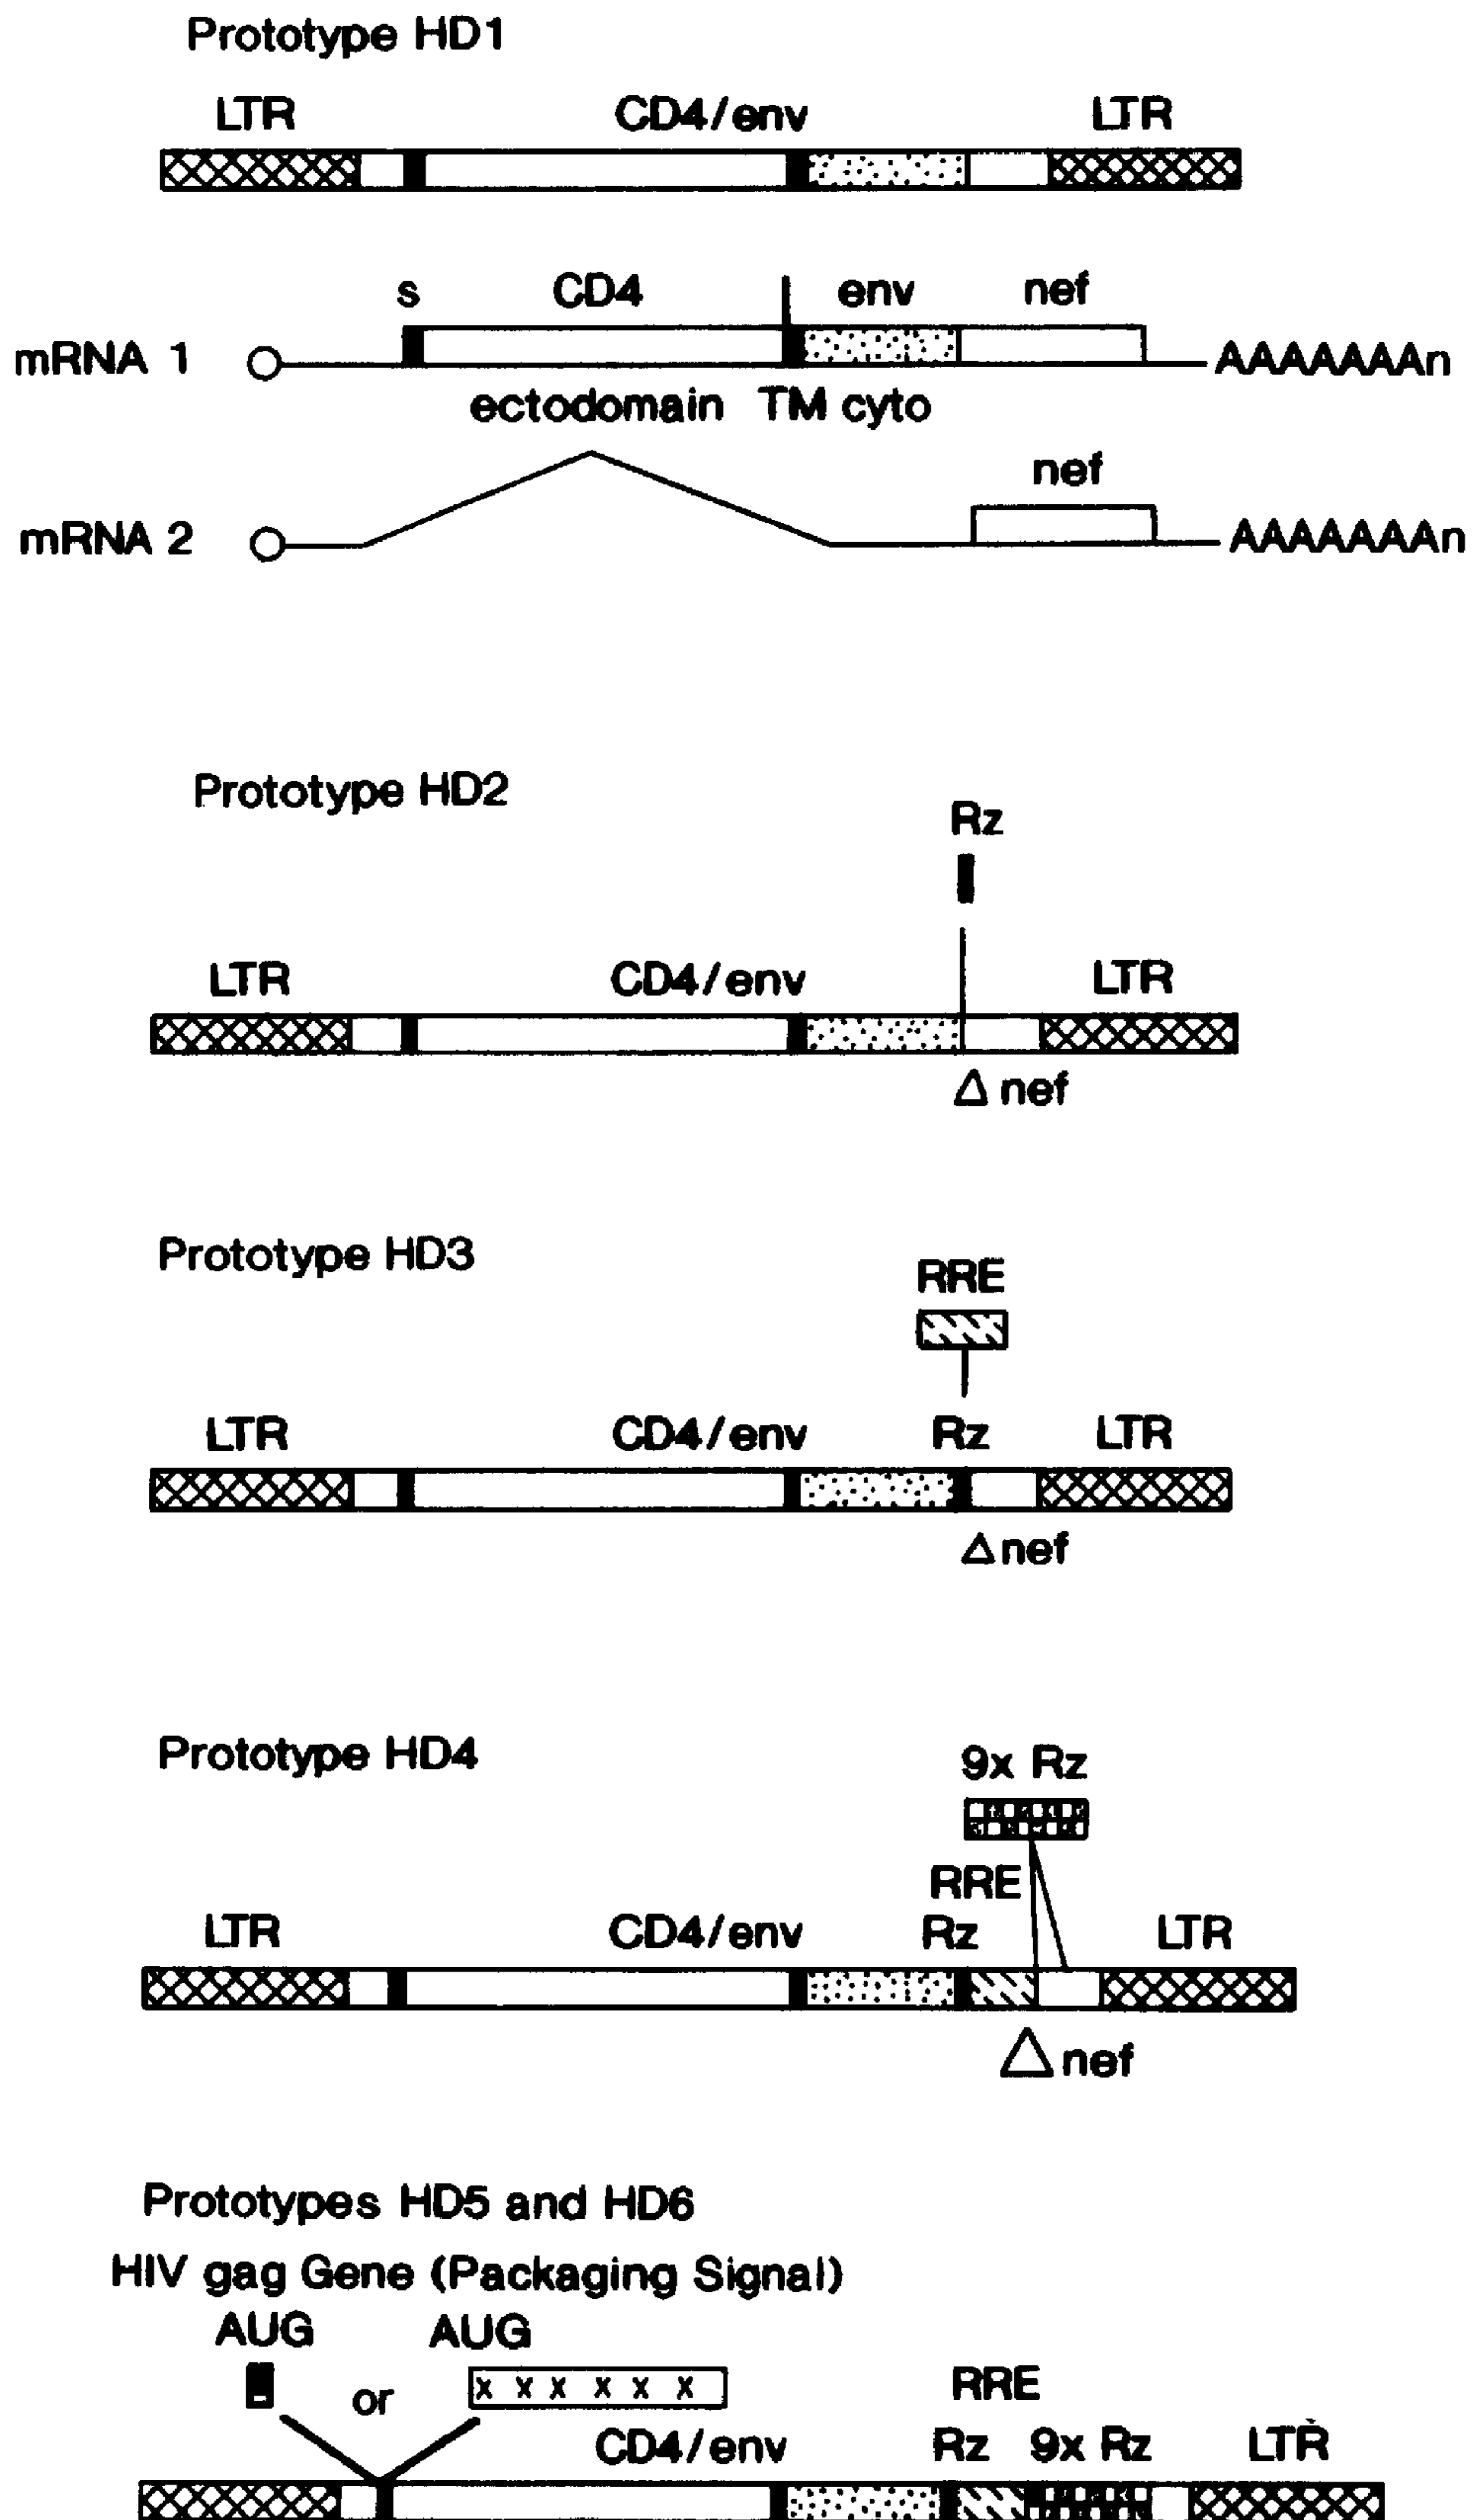 Prototype HD1
LTR CD4/env LTR
s CD4 env nef
mRNA 1 AAAAAAAn
ectodomain TM cyto
nef
mRNA 2 AAAAAAAn
Prototype HD2
Rz
LTR CD4/env LTR
Δ nef
Prototype HD3
RRE
LTR CD4/env Rz LTR
Δ nef
Prototype HD4
9x Rz
RRE
LTR CD4/env Rz LTR
Δ nef
Prototypes HD5 and HD6
HIV gag Gene (Packaging Signal)
AUG AUG
x x x x x x
or RRE
CD4/env Rz 9x Rz LTR